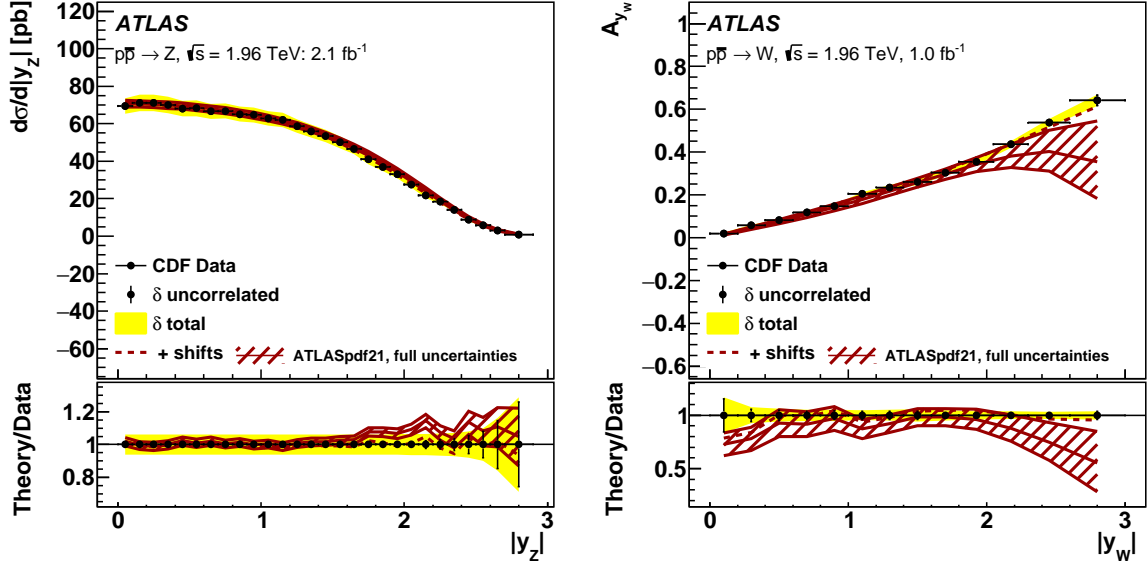 ATLAS
pp̅ → Z, √s = 1.96 TeV: 2.1 fb⁻¹
dσ/d|y_Z| [pb]
120
100
80
60
40
20
0
−20
−40
−60
CDF Data
δ uncorrelated
δ total
+ shifts
ATLASpdf21, full uncertainties
Theory/Data
1.2
1
0.8
0
1
2
3
|y_Z|
ATLAS
pp̅ → W, √s = 1.96 TeV, 1.0 fb⁻¹
A_y_W
1
0.8
0.6
0.4
0.2
0
−0.2
−0.4
−0.6
CDF Data
δ uncorrelated
δ total
+ shifts
ATLASpdf21, full uncertainties
Theory/Data
1
0.5
0
1
2
3
|y_W|